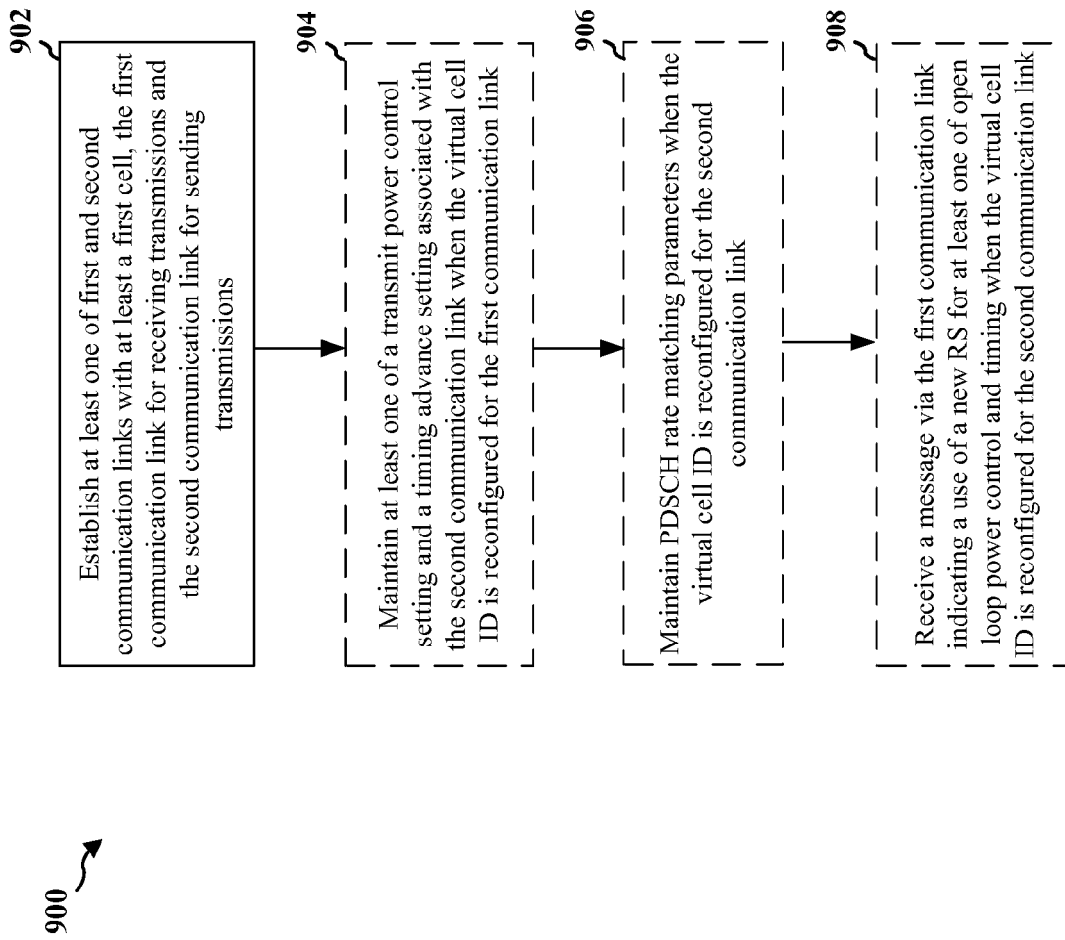 900
902
Establish at least one of first and second
communication links with at least a first cell, the first
communication link for receiving transmissions and
the second communication link for sending
transmissions
904
Maintain at least one of a transmit power control
setting and a timing advance setting associated with
the second communication link when the virtual cell
ID is reconfigured for the first communication link
906
Maintain PDSCH rate matching parameters when the
virtual cell ID is reconfigured for the second
communication link
908
Receive a message via the first communication link
indicating a use of a new RS for at least one of open
loop power control and timing when the virtual cell
ID is reconfigured for the second communication link